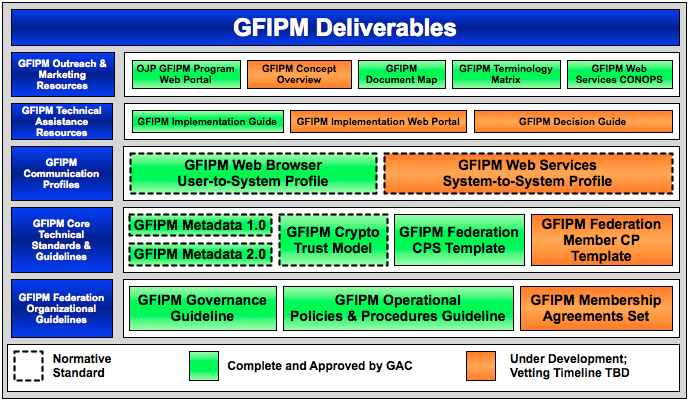 GFIPM Deliverables
GFIPM Outreach &
Marketing
Resources
OJP GFIPM Program
Web Portal
GFIPM Concept
Overview
GFIPM
Document Map
GFIPM Terminology
Matrix
GFIPM Web
Services CONOPS
GFIPM Technical
Assistance
Resources
GFIPM Implementation Guide
GFIPM Implementation Web Portal
GFIPM Decision Guide
GFIPM
Communication
Profiles
GFIPM Web Browser
User-to-System Profile
GFIPM Web Services
System-to-System Profile
GFIPM Core
Technical
Standards &
Guidelines
GFIPM Metadata 1.0
GFIPM Metadata 2.0
GFIPM Crypto
Trust Model
GFIPM Federation
CPS Template
GFIPM Federation
Member CP
Template
GFIPM Federation
Organizational
Guidelines
GFIPM Governance
Guideline
GFIPM Operational
Policies & Procedures Guideline
GFIPM Membership
Agreements Set
Normative
Standard
Complete and Approved by GAC
Under Development;
Vetting Timeline TBD